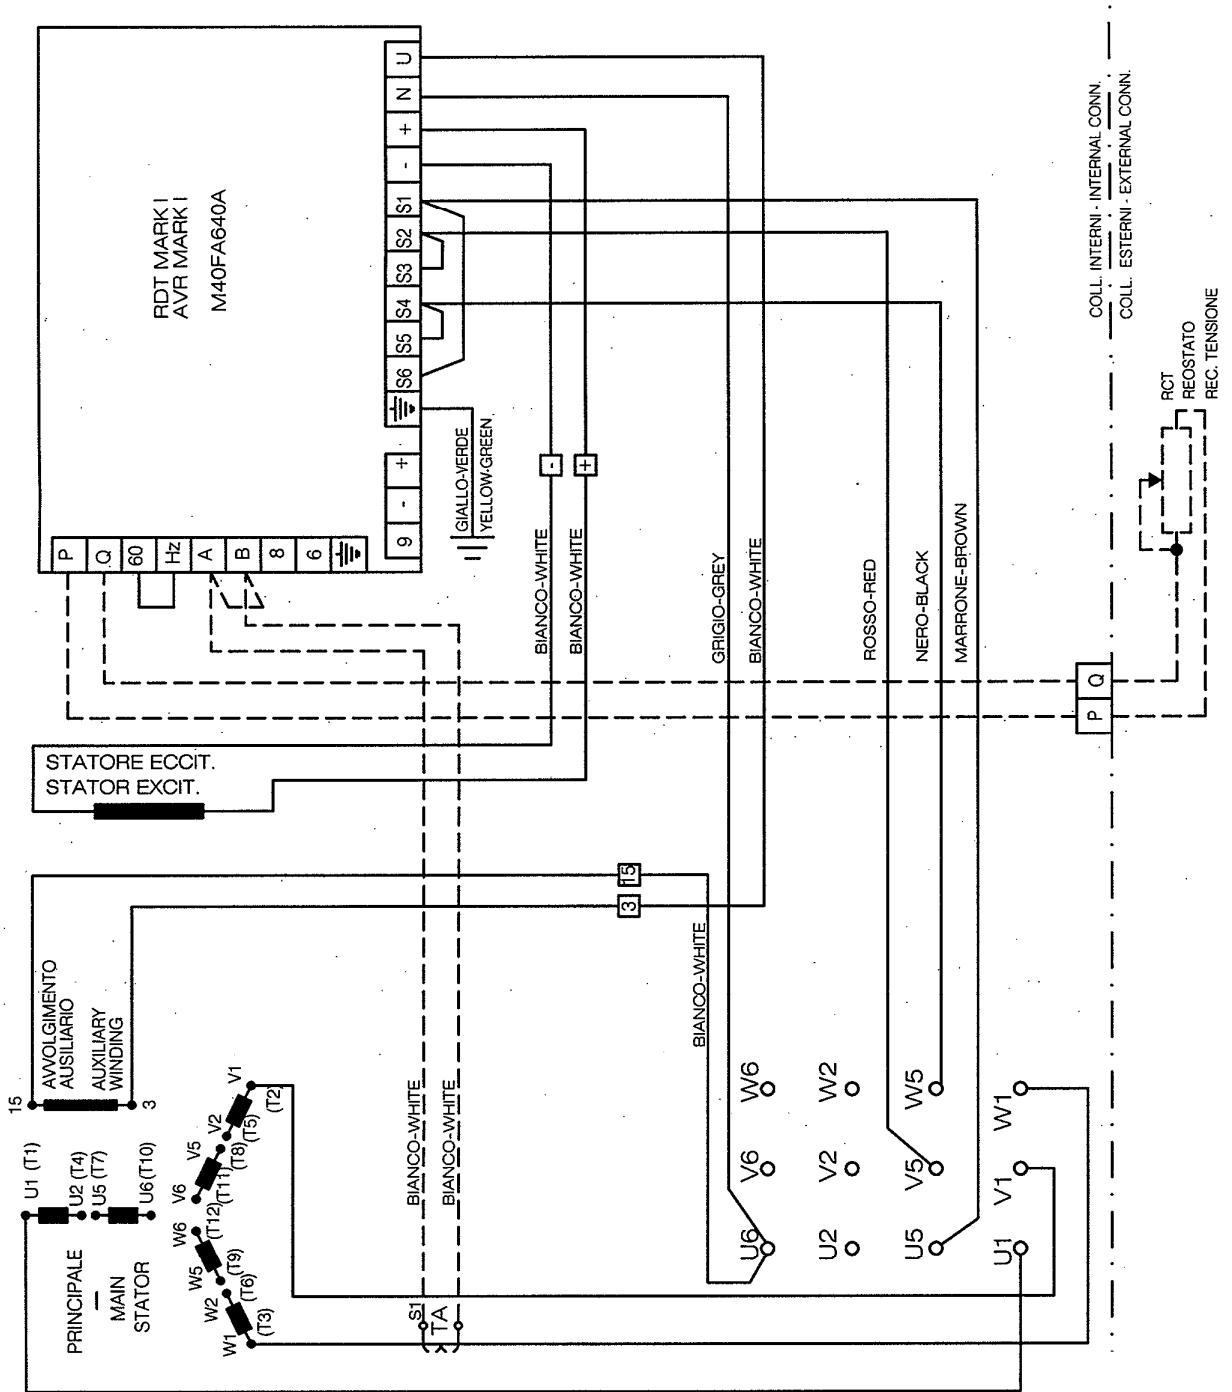 RDT MARK I
AVR MARK I
M40FA640A
U
N
+
-
S1
S2
S3
S4
S5
S6
+
-
9
P
Q
60
Hz
A
B
8
6
GIALLO-VERDE
YELLOW-GREEN
-
+
BIANCO-WHITE
BIANCO-WHITE
GRIGIO-GREY
BIANCO-WHITE
ROSSO-RED
NERO-BLACK
MARRONE-BROWN
COLL. INTERNI - INTERNAL CONN.
COLL. ESTERNI - EXTERNAL CONN.
RCT
REOSTATO
REC. TENSIONE
P
Q
STATORE ECCIT.
STATOR EXCIT.
15
3
BIANCO-WHITE
15
AVVOLGIMENTO
AUSILIARIO
AUXILIARY
WINDING
3
PRINCIPALE
—
MAIN
STATOR
U1 (T1)
U2 (T4)
U5 (T7)
U6 (T10)
V1
(T2)
V2
(T5)
V5
(T8)
V6
(T11)
W6
(T12)
W5
(T9)
W2
(T6)
W1
(T3)
BIANCO-WHITE
BIANCO-WHITE
S1
TA
U6
V6
W6
U2
V2
W2
U5
V5
W5
U1
V1
W1